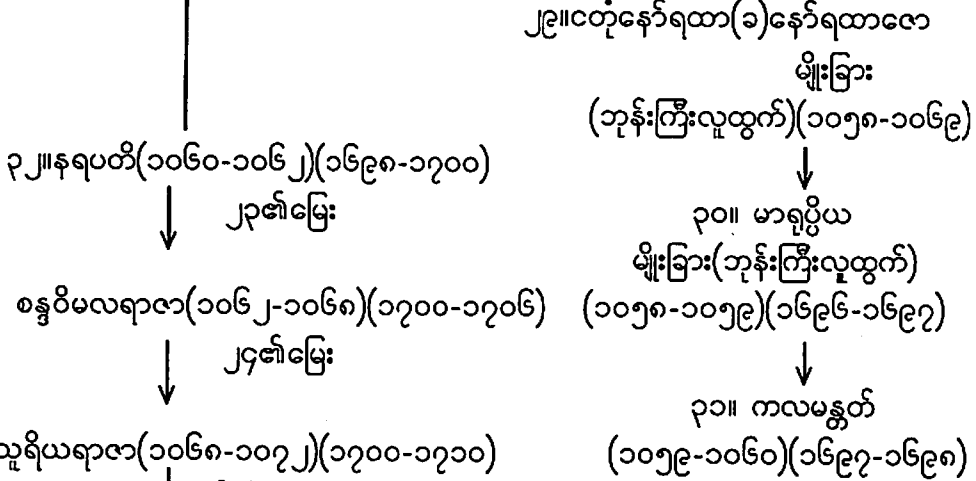 ၂၉။ငတုံနော်ရထာ(ခ)နော်ရထာဇော
မျိုးခြား
(ဘုန်းကြီးလူထွက်)(၁၀၅၈-၁၀၆၉)
၃၀။ မာရုပ္ပိယ
မျိုးခြား(ဘုန်းကြီးလူထွက်)
(၁၀၅၈-၁၀၅၉)(၁၆၉၆-၁၆၉၇)
၃၁။ ကလမန္တတ်
(၁၀၅၉-၁၀၆၀)(၁၆၉၇-၁၆၉၈)
၃၂။နရပတိ(၁၀၆၀-၁၀၆၂)(၁၆၉၈-၁၇၀၀)
၂၃၏မြေး
စန္ဒဝိမလရာဇာ(၁၀၆၂-၁၀၆၈)(၁၇၀၀-၁၇၀၆)
၂၄၏မြေး
သူရိယရာဇာ(၁၀၆၈-၁၀၇၂)(၁၇၀၀-၁၇၁၀)